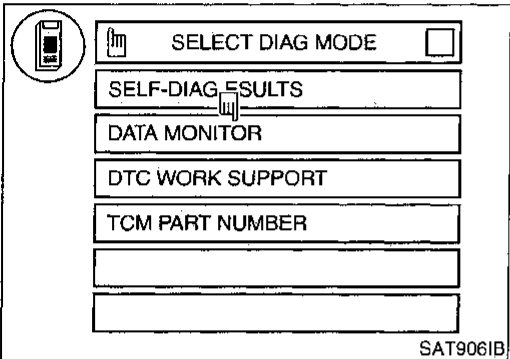 SELECT DIAG MODE
SELF-DIAG ESULTS
DATA MONITOR
DTC WORK SUPPORT
TCM PART NUMBER
SAT906IB